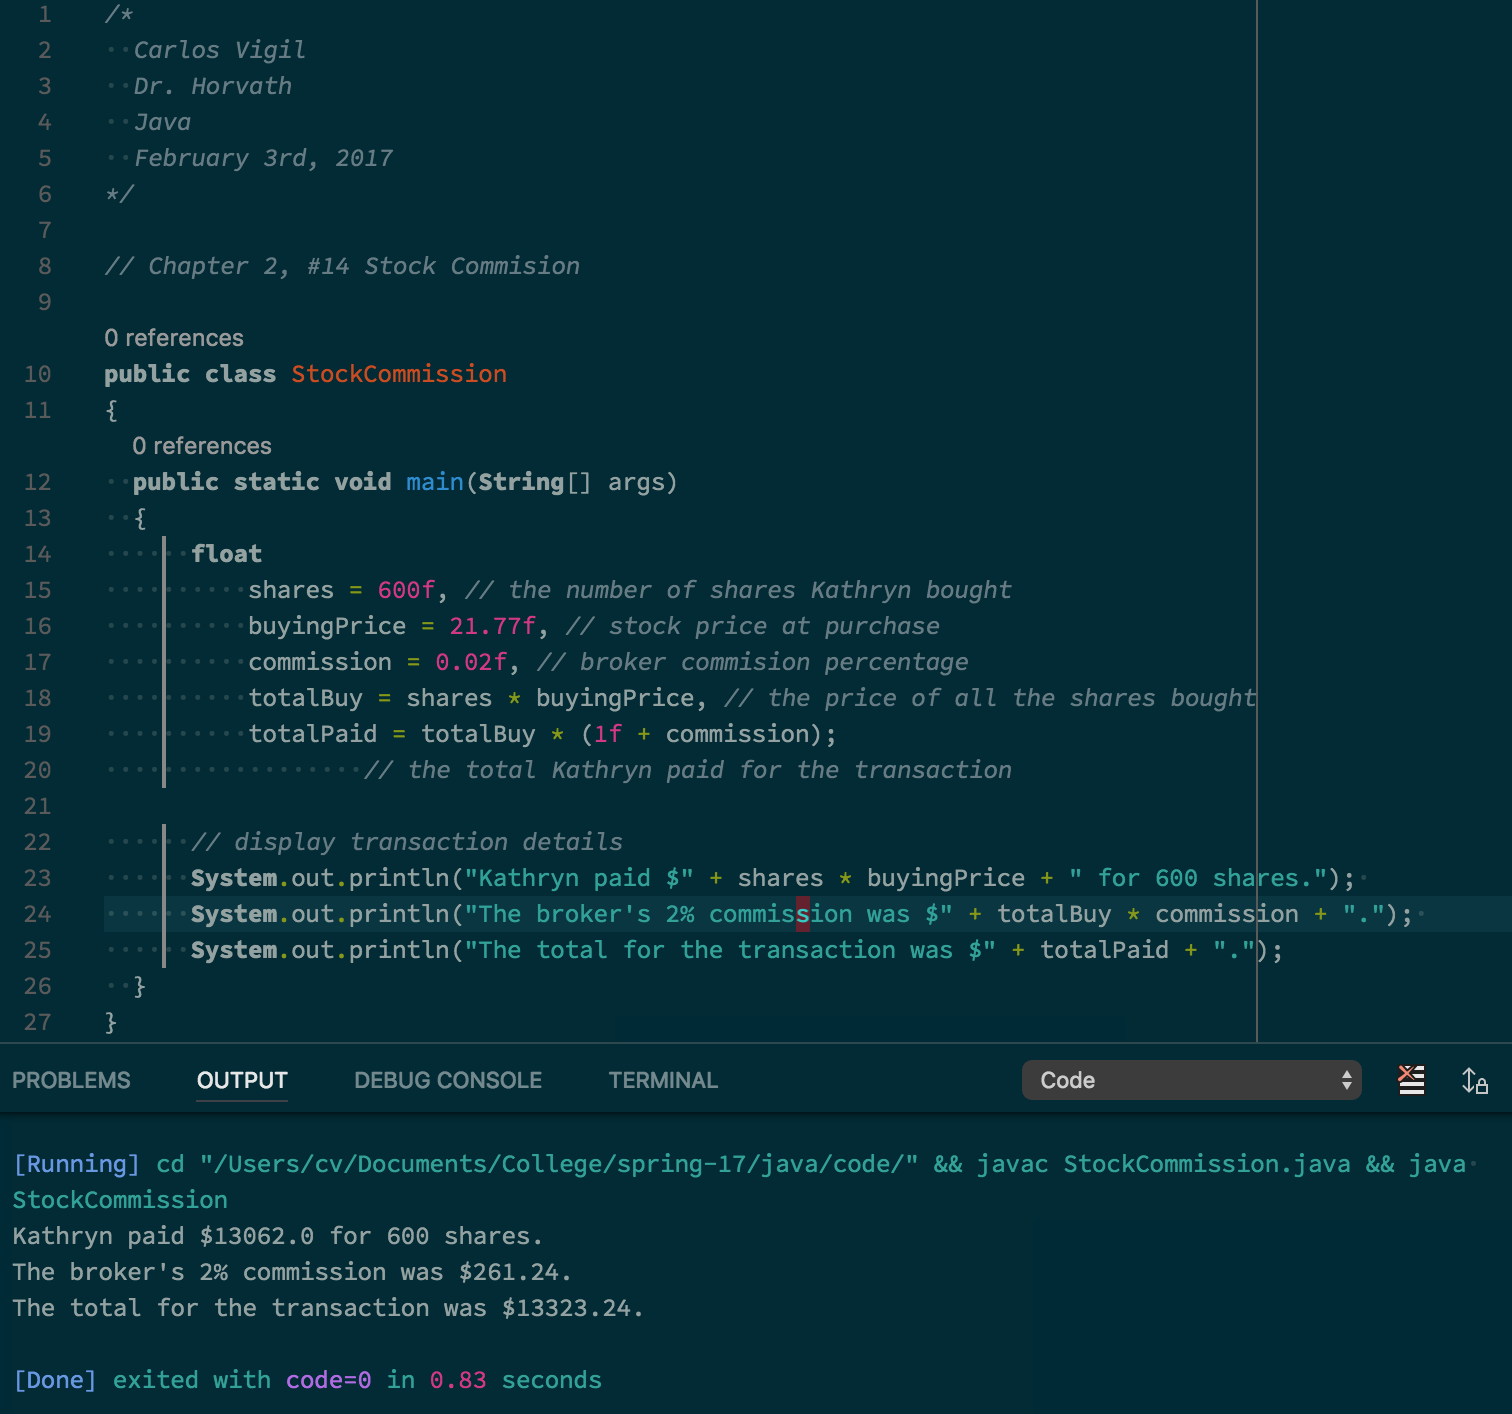 1 /*
2 Carlos Vigil
3 Dr. Horvath
4 Java
5 February 3rd, 2017
6 */
7
8 // Chapter 2, #14 Stock Commision
9
0 references
10 public class StockCommission
11 {
0 references
12 public static void main(String[] args)
13 {
14 float
15 shares = 600f, // the number of shares Kathryn bought
16 buyingPrice = 21.77f, // stock price at purchase
17 commission = 0.02f, // broker commision percentage
18 totalBuy = shares * buyingPrice, // the price of all the shares bought
19 totalPaid = totalBuy * (1f + commission);
20 // the total Kathryn paid for the transaction
21
22 // display transaction details
23 System.out.println("Kathryn paid $" + shares * buyingPrice + " for 600 shares.");
24 System.out.println("The broker's 2% commission was $" + totalBuy * commission + ".");
25 System.out.println("The total for the transaction was $" + totalPaid + ".");
26 }
27 }
PROBLEMS OUTPUT DEBUG CONSOLE TERMINAL Code
[Running] cd "/Users/cv/Documents/College/spring-17/java/code/" && javac StockCommission.java && java
StockCommission
Kathryn paid $13062.0 for 600 shares.
The broker's 2% commission was $261.24.
The total for the transaction was $13323.24.
[Done] exited with code=0 in 0.83 seconds